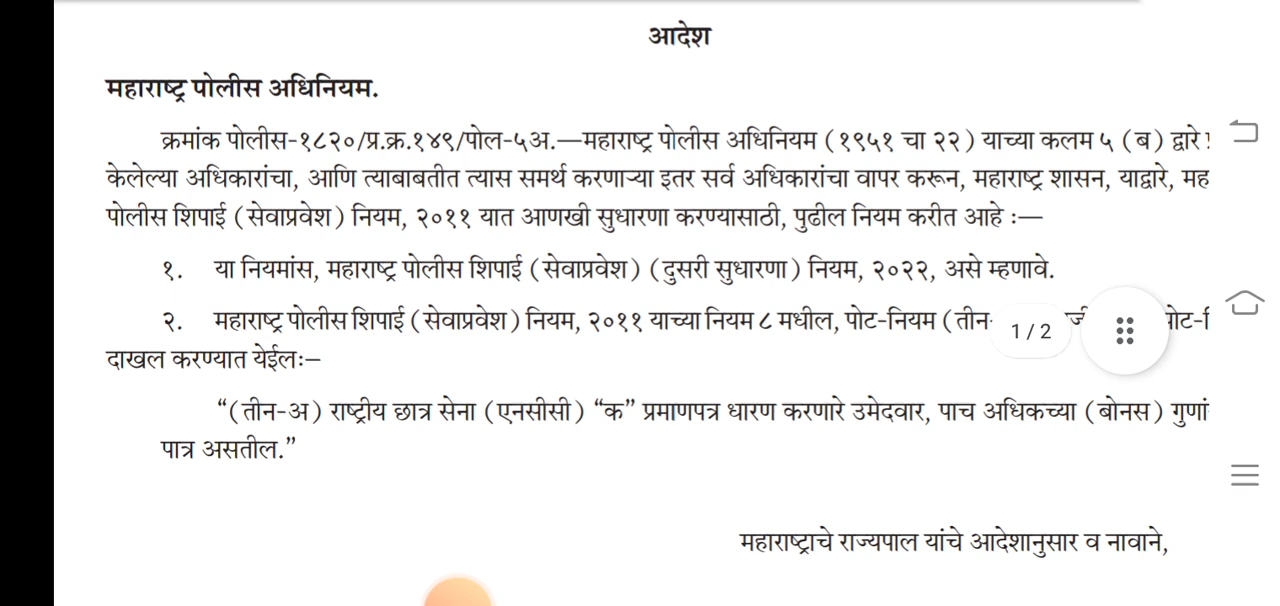 आदेश
महाराष्ट्र पोलीस अधिनियम.
क्रमांक पोलीस-१८२०/प्र.क्र.१४९/पोल-५अ.—महाराष्ट्र पोलीस अधिनियम (१९५१ चा २२) याच्या कलम ५ (ब) द्वारे
केलेल्या अधिकारांचा, आणि त्याबाबतीत त्यास समर्थ करणाऱ्या इतर सर्व अधिकारांचा वापर करून, महाराष्ट्र शासन, याद्वारे, मह
पोलीस शिपाई (सेवाप्रवेश) नियम, २०११ यात आणखी सुधारणा करण्यासाठी, पुढील नियम करीत आहे :—
१. या नियमांस, महाराष्ट्र पोलीस शिपाई (सेवाप्रवेश) (दुसरी सुधारणा) नियम, २०२२, असे म्हणावे.
२. महाराष्ट्र पोलीस शिपाई (सेवाप्रवेश) नियम, २०११ याच्या नियम ८ मधील, पोट-नियम (तीन-
1 / 2
दाखल करण्यात येईलः–
“(तीन-अ) राष्ट्रीय छात्र सेना (एनसीसी) “क” प्रमाणपत्र धारण करणारे उमेदवार, पाच अधिकच्या (बोनस) गुणां
पात्र असतील.”
महाराष्ट्राचे राज्यपाल यांचे आदेशानुसार व नावाने,